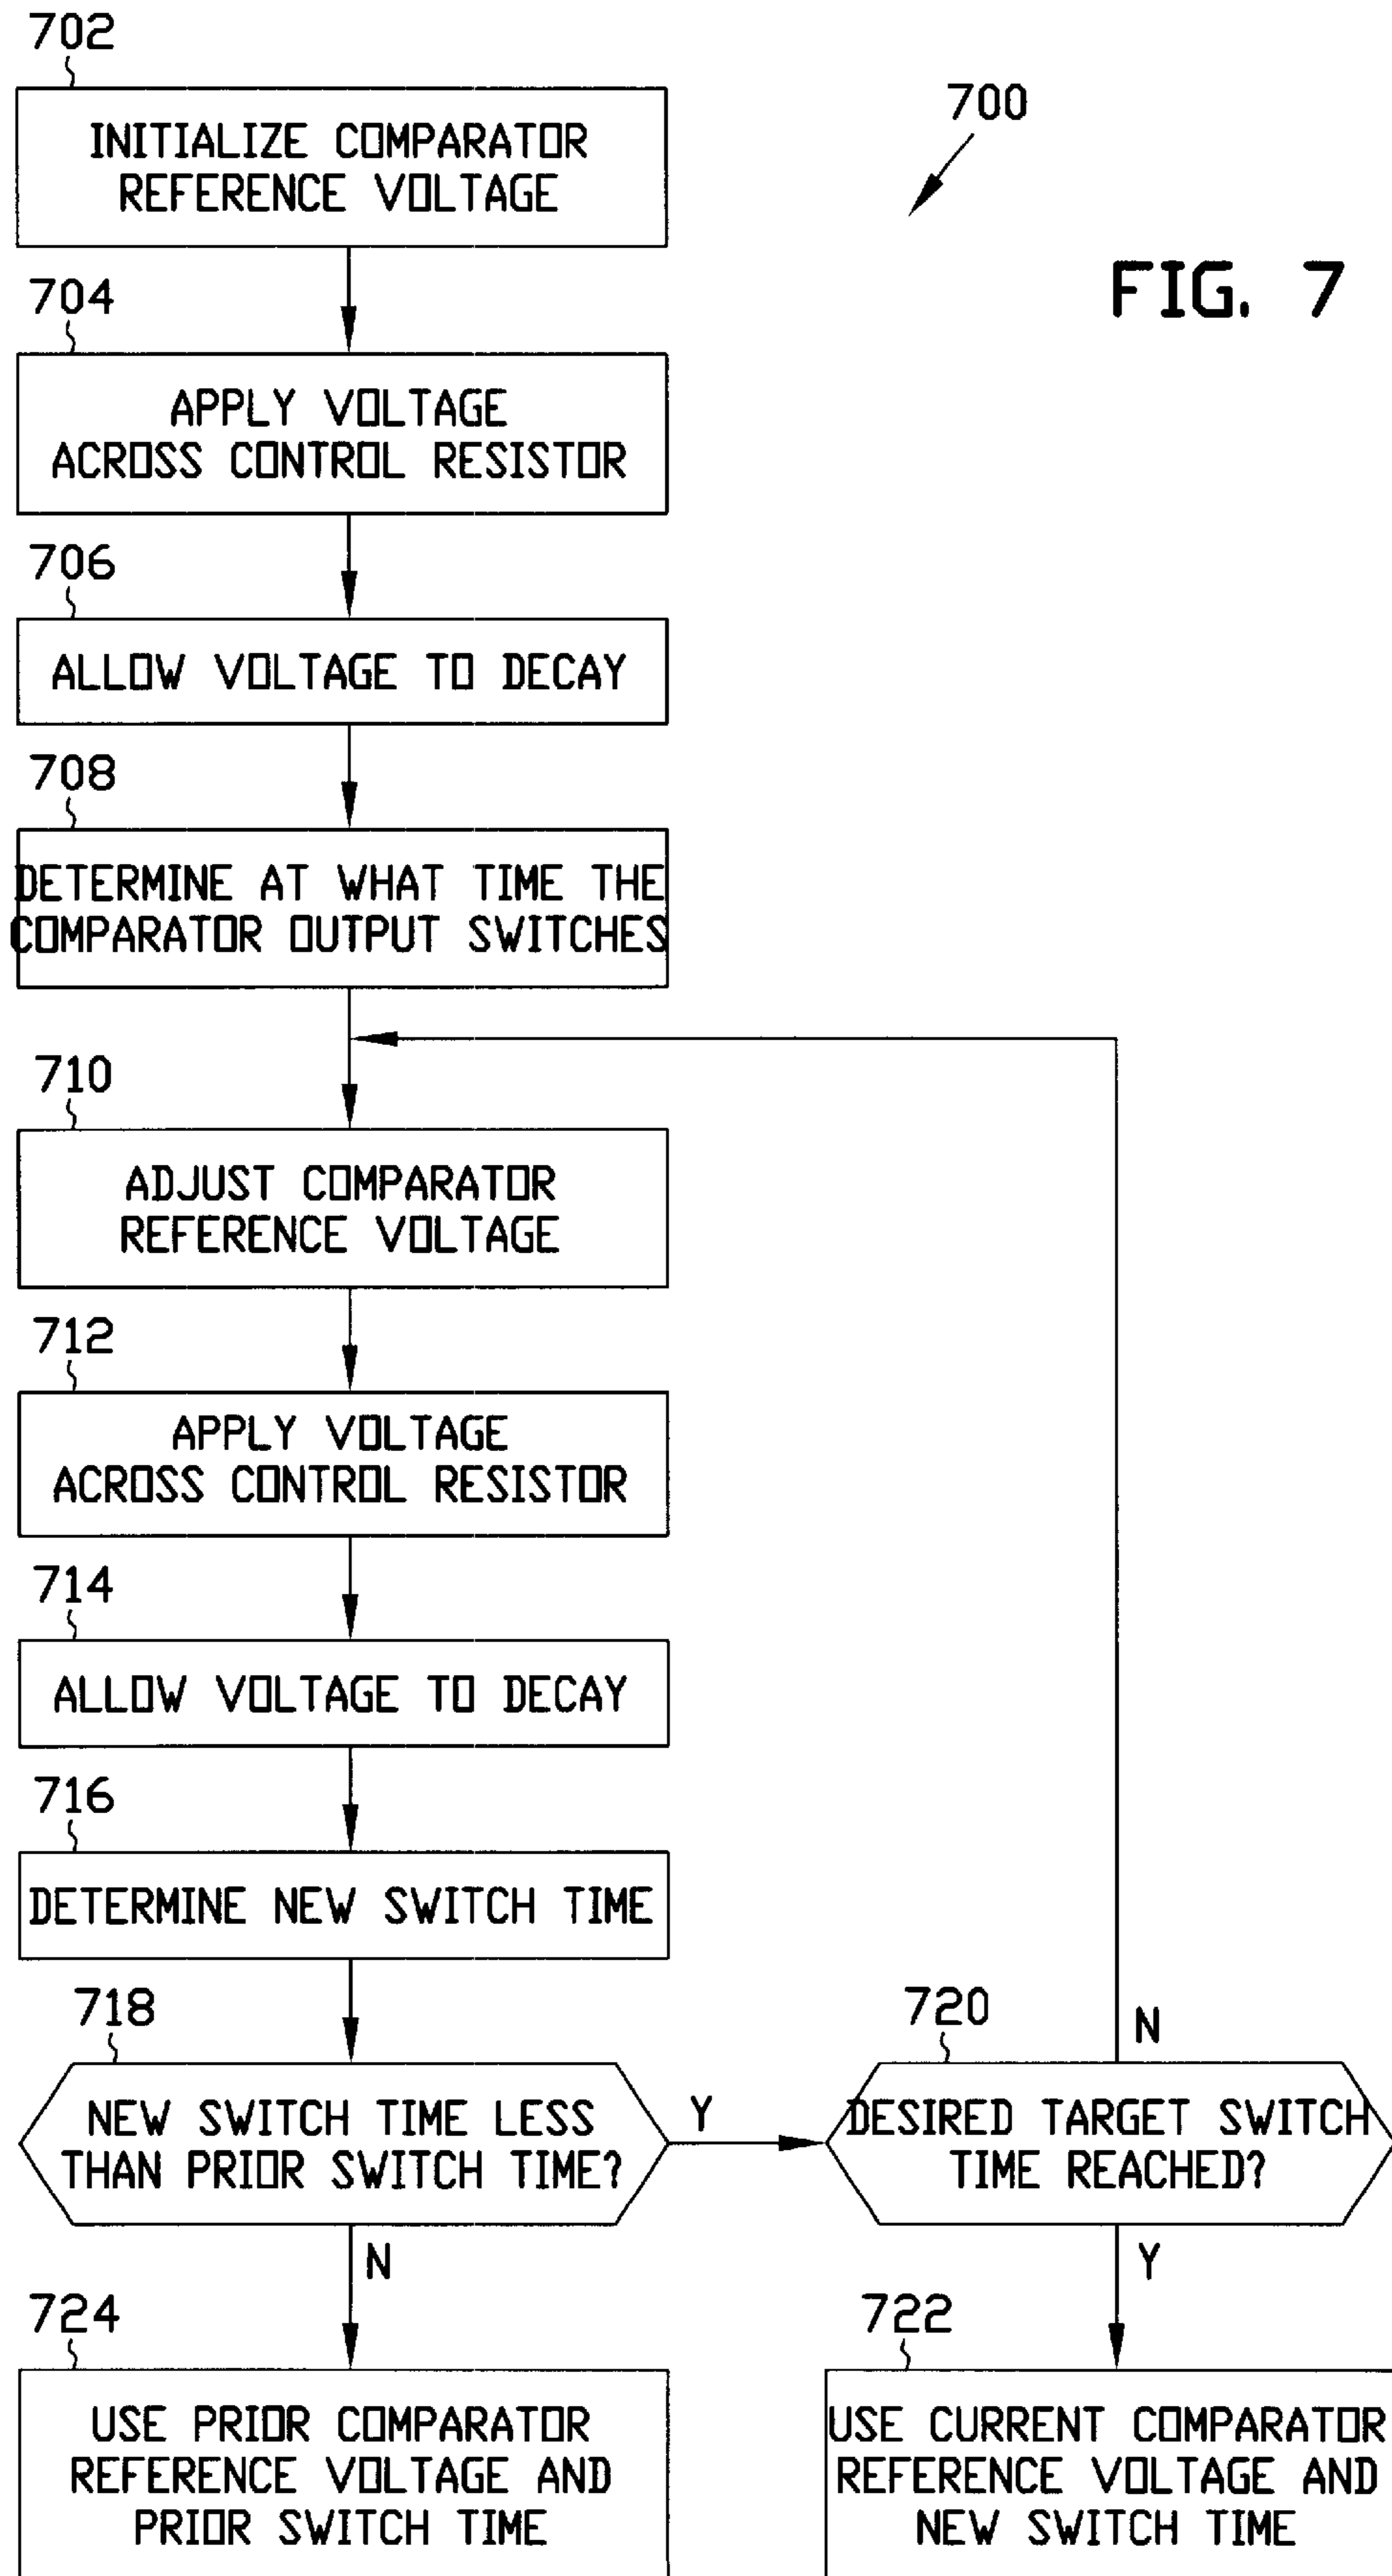 702
INITIALIZE COMPARATOR
REFERENCE VOLTAGE
700
FIG. 7
704
APPLY VOLTAGE
ACROSS CONTROL RESISTOR
706
ALLOW VOLTAGE TO DECAY
708
DETERMINE AT WHAT TIME THE
COMPARATOR OUTPUT SWITCHES
710
ADJUST COMPARATOR
REFERENCE VOLTAGE
712
APPLY VOLTAGE
ACROSS CONTROL RESISTOR
714
ALLOW VOLTAGE TO DECAY
716
DETERMINE NEW SWITCH TIME
718
NEW SWITCH TIME LESS
THAN PRIOR SWITCH TIME?
Y
N
720
N
DESIRED TARGET SWITCH
TIME REACHED?
Y
724
USE PRIOR COMPARATOR
REFERENCE VOLTAGE AND
PRIOR SWITCH TIME
722
USE CURRENT COMPARATOR
REFERENCE VOLTAGE AND
NEW SWITCH TIME